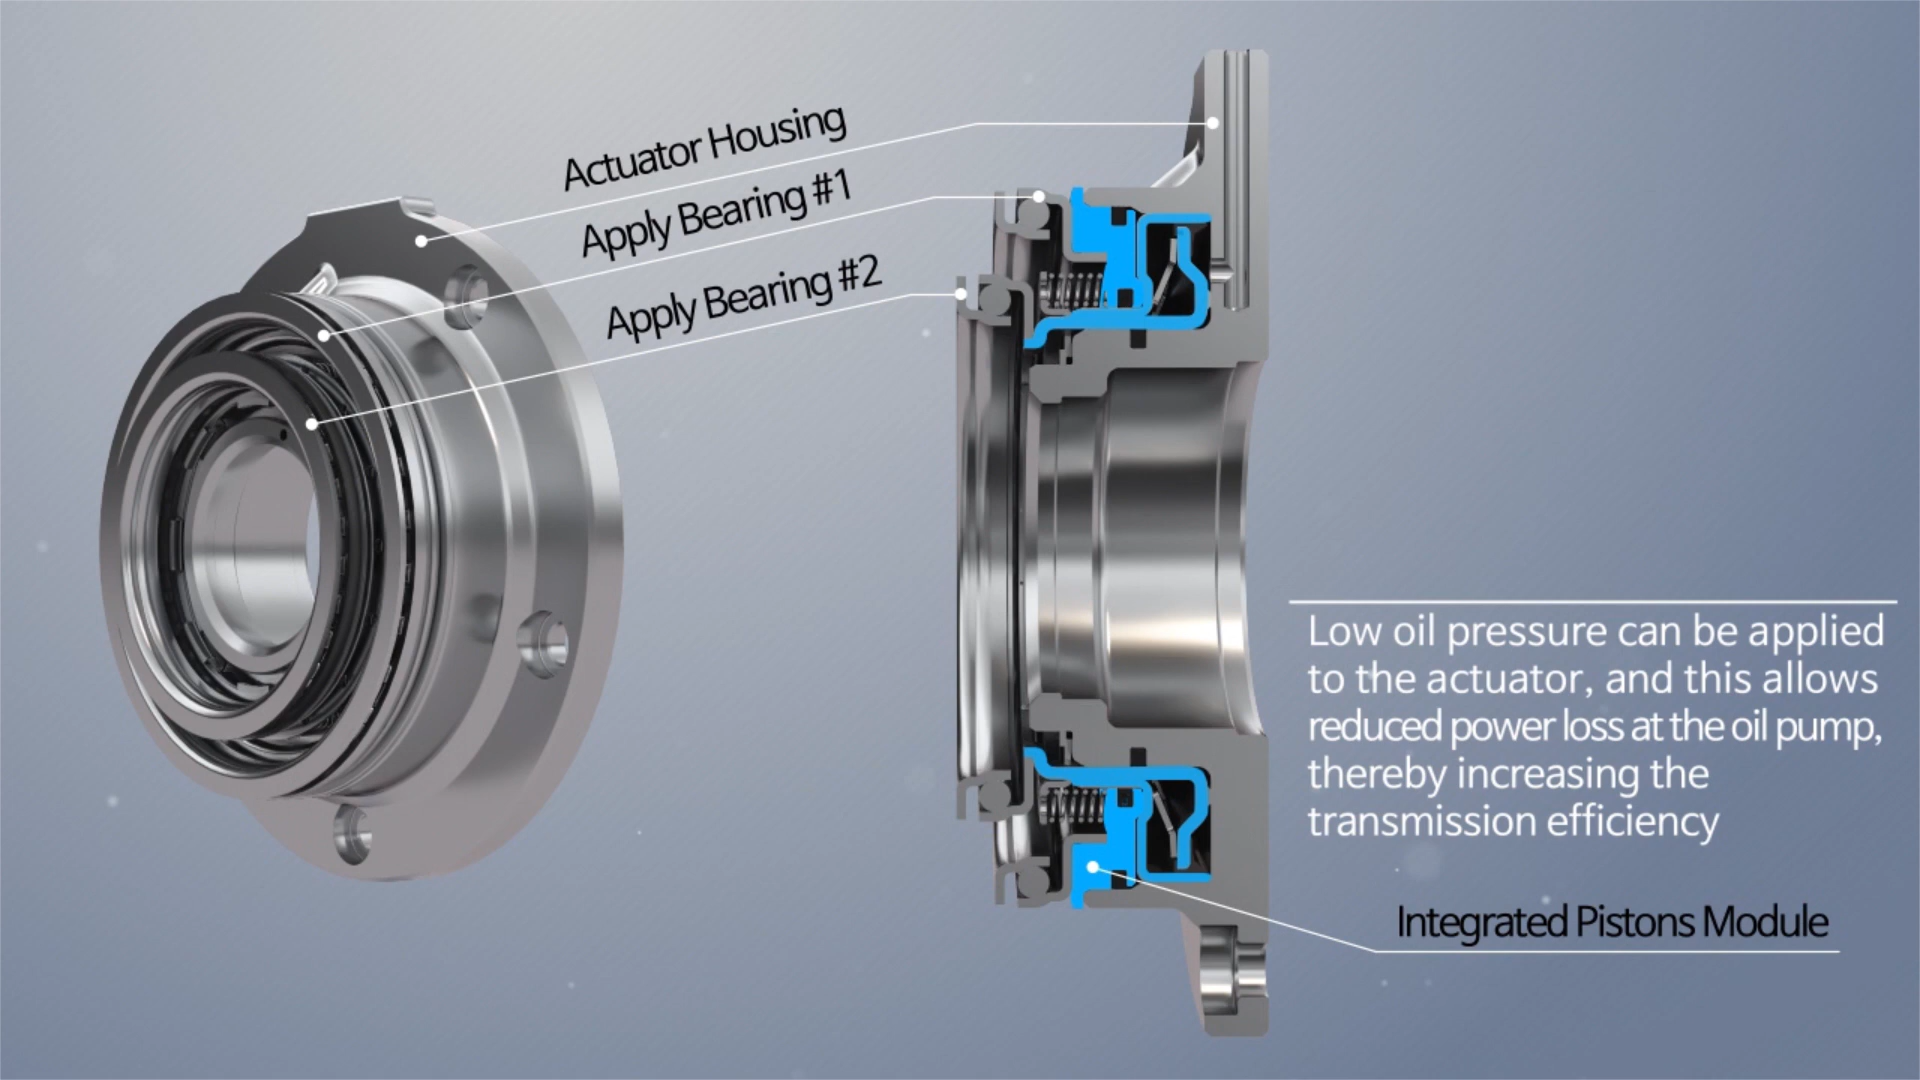 Actuator Housing
Apply Bearing #1
Apply Bearing #2
Low oil pressure can be applied
to the actuator, and this allows
reduced power loss at the oil pump,
thereby increasing the
transmission efficiency
Integrated Pistons Module